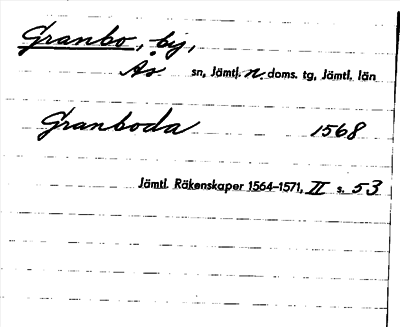 Granbo, by,
Ås sn, Jämtl. n doms. tg, Jämtl. län
Granboda 1568
Jämtl. Räkenskaper 1564–1571, II s. 53